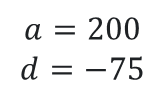 a = 200
d = −75